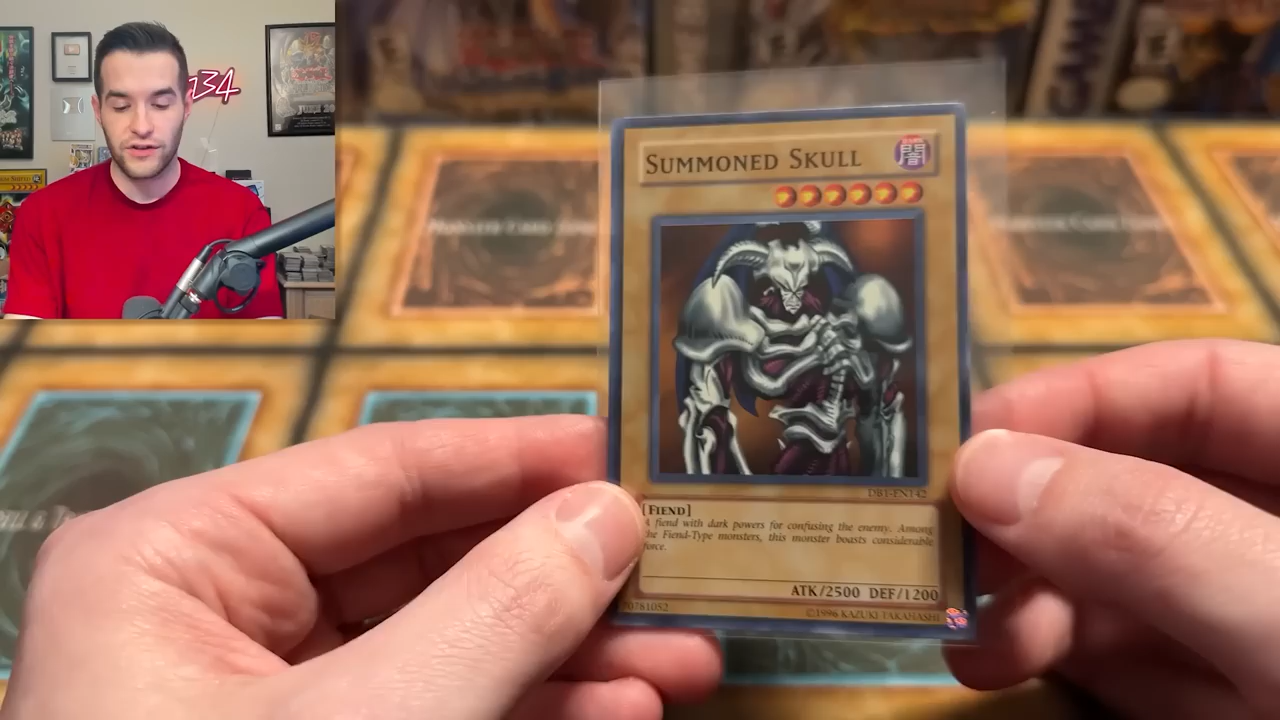 134
SUMMONED SKULL
闇
DB1-EN142
[FIEND]
A fiend with dark powers for confusing the enemy. Among
the Fiend-Type monsters, this monster boasts considerable
force.
ATK/2500 DEF/1200
70781052
©1996 KAZUKI TAKAHASHI